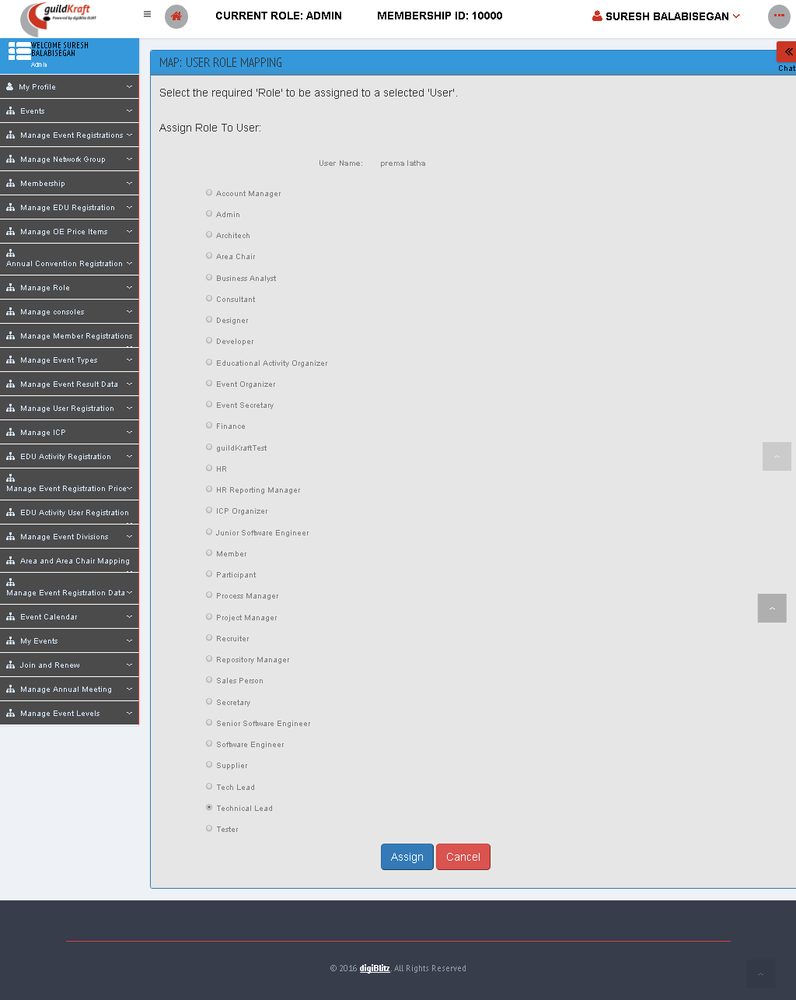 guildKraft
Powered by digiBlitz ELMT
CURRENT ROLE: ADMIN
MEMBERSHIP ID: 10000
SURESH BALABISEGAN
WELCOME SURESH
BALABISEGAN
Admin
Chat
My Profile
Events
Manage Event Registrations
Manage Network Group
Membership
Manage EDU Registration
Manage OE Price Items
Annual Convention Registration
Manage Role
Manage consoles
Manage Member Registrations
Manage Event Types
Manage Event Result Data
Manage User Registration
Manage ICP
EDU Activity Registration
Manage Event Registration Price
EDU Activity User Registration
Manage Event Divisions
Area and Area Chair Mapping
Manage Event Registration Data
Event Calendar
My Events
Join and Renew
Manage Annual Meeting
Manage Event Levels
MAP: USER ROLE MAPPING
Select the required 'Role' to be assigned to a selected 'User'.
Assign Role To User:
User Name: prema latha
Account Manager
Admin
Architech
Area Chair
Business Analyst
Consultant
Designer
Developer
Educational Activity Organizer
Event Organizer
Event Secretary
Finance
guildKraftTest
HR
HR Reporting Manager
ICP Organizer
Junior Software Engineer
Member
Participant
Process Manager
Project Manager
Recruiter
Repository Manager
Sales Person
Secretary
Senior Software Engineer
Software Engineer
Supplier
Tech Lead
Technical Lead
Tester
Assign Cancel
© 2016 digiBlitz. All Rights Reserved